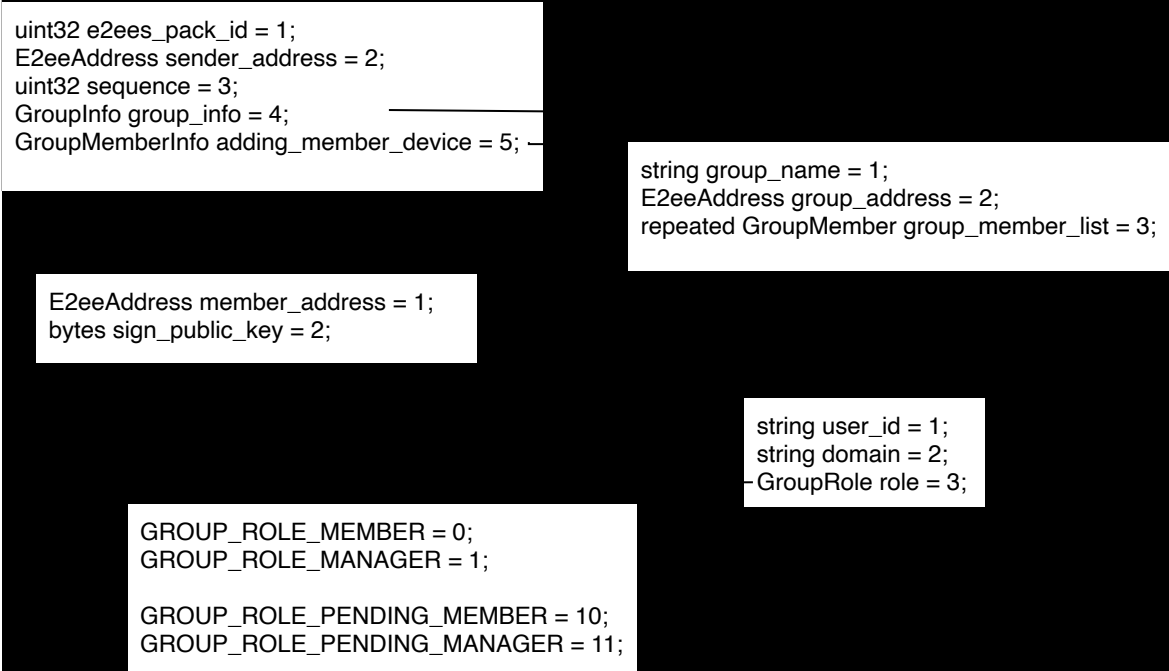 uint32 e2ees_pack_id = 1;
E2eeAddress sender_address = 2;
uint32 sequence = 3;
GroupInfo group_info = 4;
GroupMemberInfo adding_member_device = 5;
string group_name = 1;
E2eeAddress group_address = 2;
repeated GroupMember group_member_list = 3;
E2eeAddress member_address = 1;
bytes sign_public_key = 2;
string user_id = 1;
string domain = 2;
GroupRole role = 3;
GROUP_ROLE_MEMBER = 0;
GROUP_ROLE_MANAGER = 1;
GROUP_ROLE_PENDING_MEMBER = 10;
GROUP_ROLE_PENDING_MANAGER = 11;